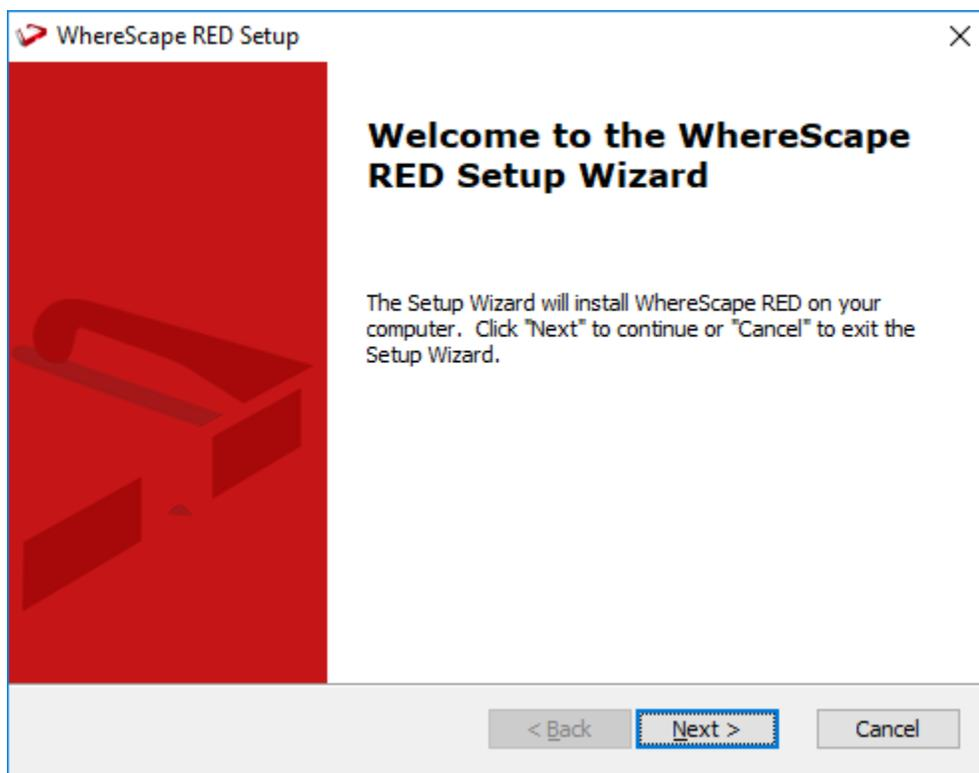 WhereScape RED Setup
Welcome to the WhereScape
RED Setup Wizard
The Setup Wizard will install WhereScape RED on your
computer.  Click "Next" to continue or "Cancel" to exit the
Setup Wizard.
< Back
Next >
Cancel